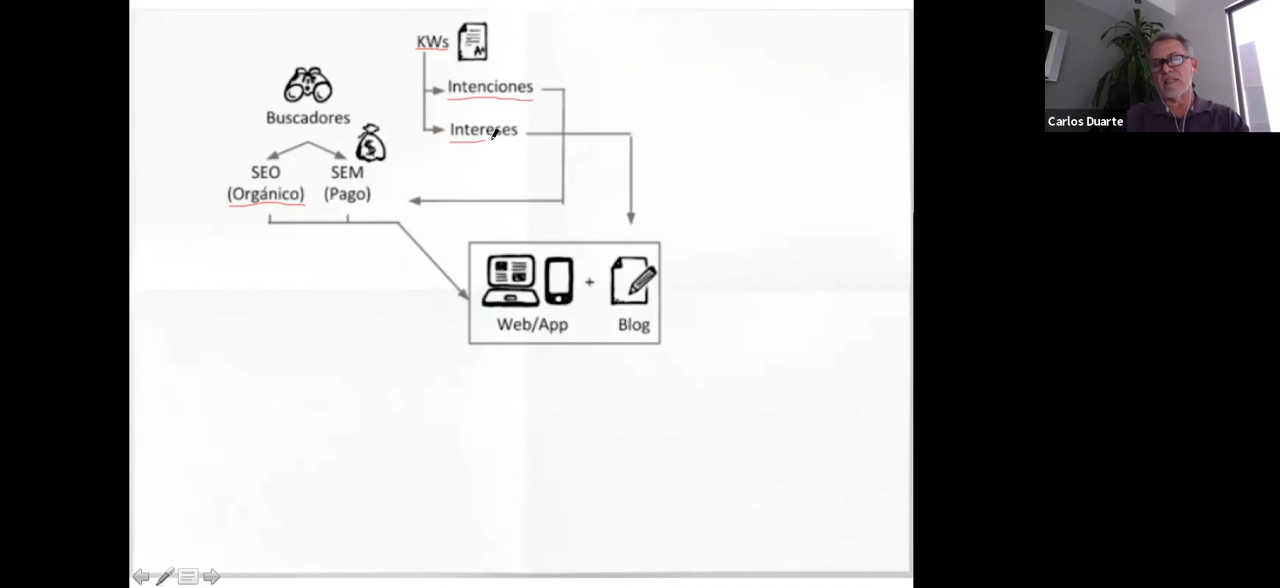 KWs
A+
Intenciones
Intereses
Buscadores
$
SEO
(Orgánico)
SEM
(Pago)
+
Web/App
Blog
Carlos Duarte